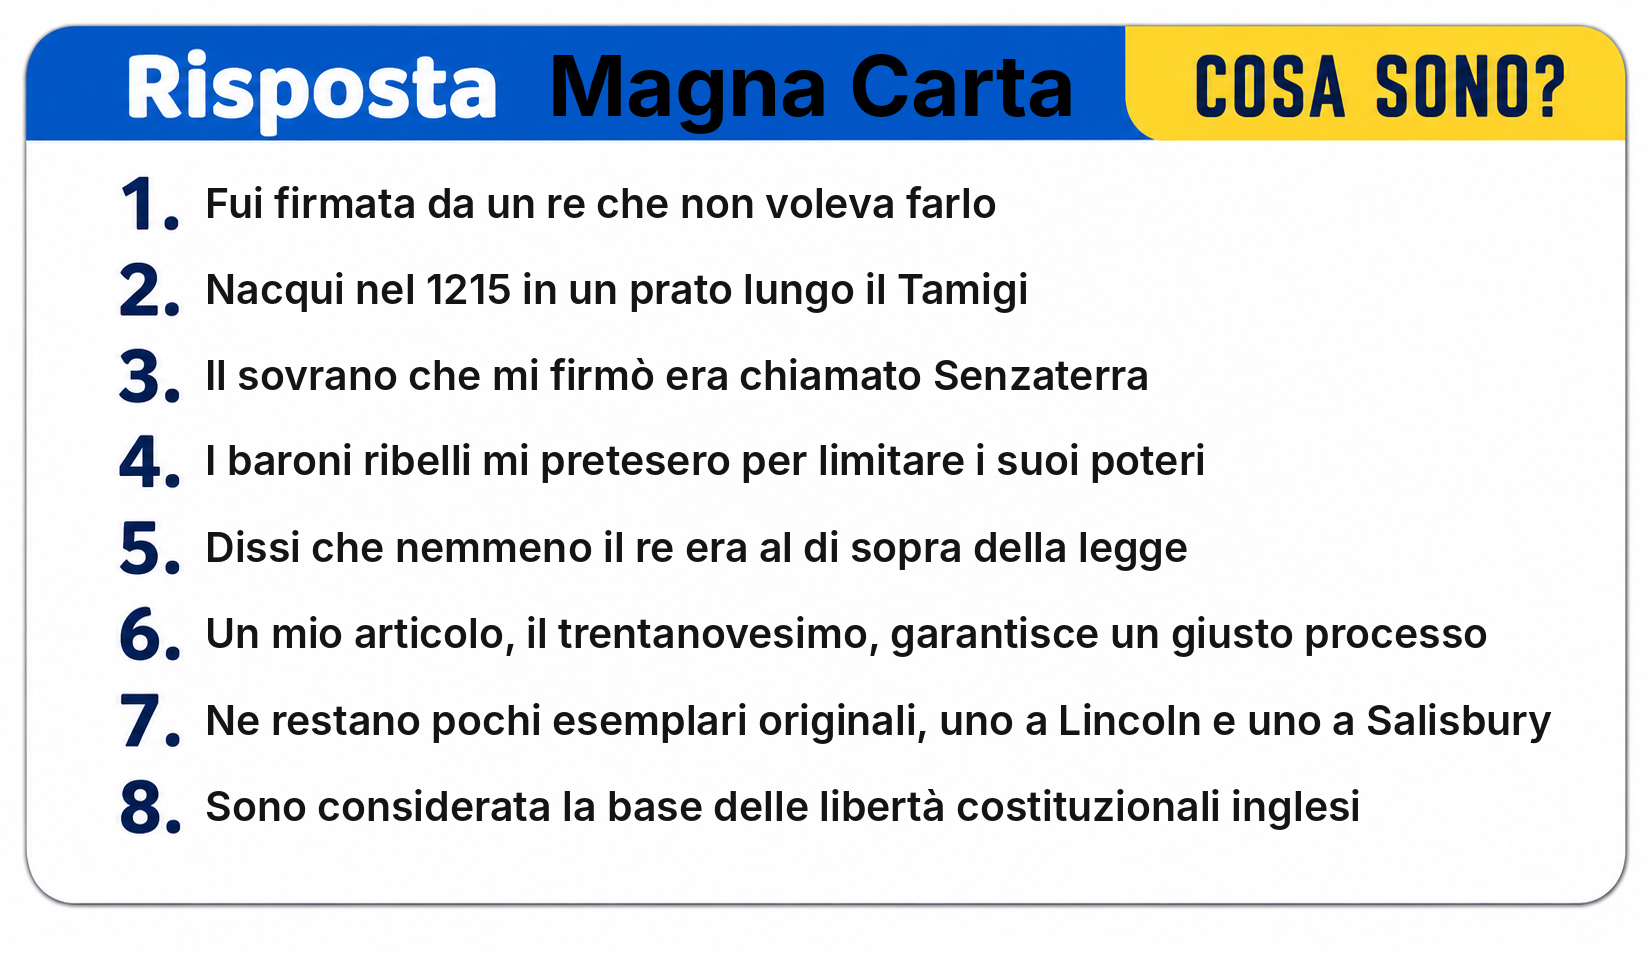 Risposta Magna Carta COSA SONO?
1. Fui firmata da un re che non voleva farlo
2. Nacqui nel 1215 in un prato lungo il Tamigi
3. Il sovrano che mi firmò era chiamato Senzaterra
4. I baroni ribelli mi pretesero per limitare i suoi poteri
5. Dissi che nemmeno il re era al di sopra della legge
6. Un mio articolo, il trentanovesimo, garantisce un giusto processo
7. Ne restano pochi esemplari originali, uno a Lincoln e uno a Salisbury
8. Sono considerata la base delle libertà costituzionali inglesi